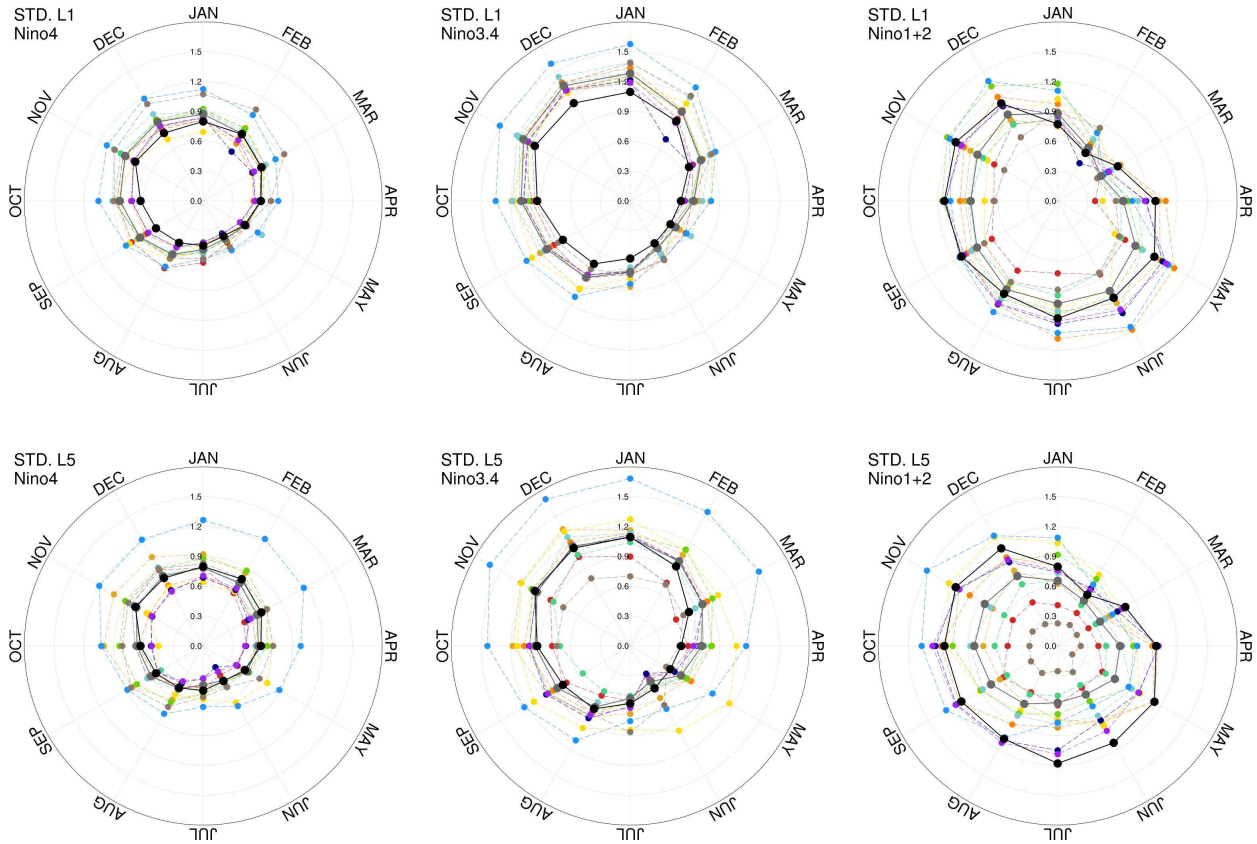 STD. L1
Nino4
JAN
FEB
MAR
APR
MAY
JUN
JUL
AUG
SEP
OCT
NOV
DEC
1.5
1.2
0.9
0.6
0.3
0.0
STD. L1
Nino3.4
JAN
FEB
MAR
APR
MAY
JUN
JUL
AUG
SEP
OCT
NOV
DEC
1.5
1.2
0.9
0.6
0.3
0.0
STD. L1
Nino1+2
JAN
FEB
MAR
APR
MAY
JUN
JUL
AUG
SEP
OCT
NOV
DEC
1.5
1.2
0.9
0.6
0.3
0.0
STD. L5
Nino4
JAN
FEB
MAR
APR
MAY
JUN
JUL
AUG
SEP
OCT
NOV
DEC
1.5
1.2
0.9
0.6
0.3
0.0
STD. L5
Nino3.4
JAN
FEB
MAR
APR
MAY
JUN
JUL
AUG
SEP
OCT
NOV
DEC
1.5
1.2
0.9
0.6
0.3
0.0
STD. L5
Nino1+2
JAN
FEB
MAR
APR
MAY
JUN
JUL
AUG
SEP
OCT
NOV
DEC
1.5
1.2
0.9
0.6
0.3
0.0